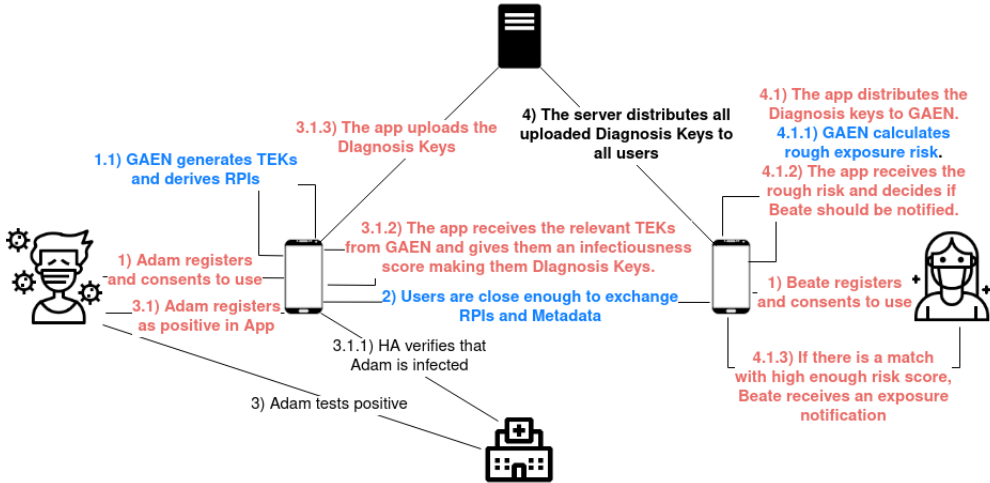 3.1.3) The app uploads the
DIagnosis Keys
4) The server distributes all
uploaded Diagnosis Keys to
all users
4.1) The app distributes the
Diagnosis keys to GAEN.
4.1.1) GAEN calculates
rough exposure risk.
4.1.2) The app receives the
rough risk and decides if
Beate should be notified.
1.1) GAEN generates TEKs
and derives RPIs
3.1.2) The app receives the relevant TEKs
from GAEN and gives them an infectiousness
score making them DIagnosis Keys.
1) Adam registers
and consents to use
2) Users are close enough to exchange
RPIs and Metadata
1) Beate registers
and consents to use
3.1) Adam registers
as positive in App
3.1.1) HA verifies that
Adam is infected
4.1.3) If there is a match
with high enough risk score,
Beate receives an exposure
notification
3) Adam tests positive